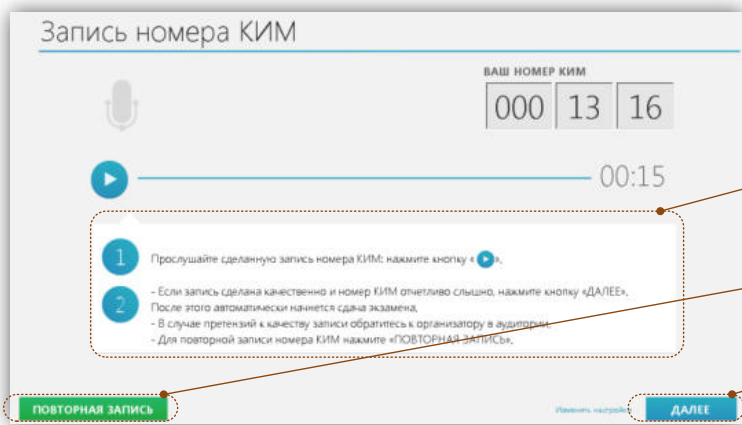 Запись номера КИМ
ВАШ НОМЕР КИМ
000 13 16
00:15
1 Прослушайте сделанную запись номера КИМ: нажмите кнопку « ».
2 - Если запись сделана качественно и номер КИМ отчетливо слышно, нажмите кнопку «ДАЛЕЕ».
После этого автоматически начнется сдача экзамена.
- В случае претензий к качеству записи обратитесь к организатору в аудитории.
- Для повторной записи номера КИМ нажмите «ПОВТОРНАЯ ЗАПИСЬ».
ПОВТОРНАЯ ЗАПИСЬ
Изменить настройки
ДАЛЕЕ